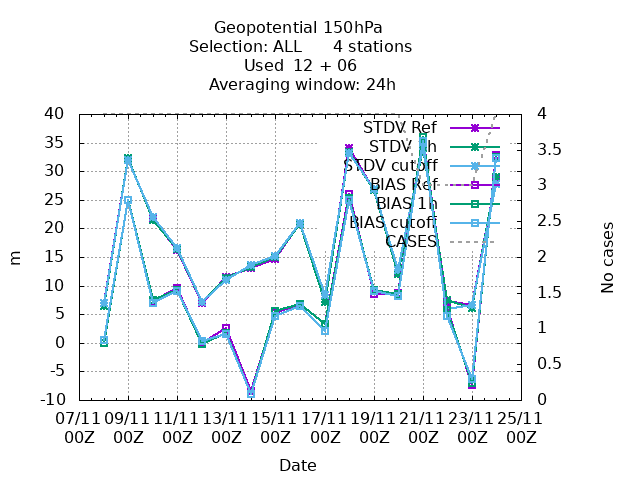 Geopotential 150hPa
Selection: ALL 4 stations
Used 12 + 06
Averaging window: 24h
STDV Ref
STDV 1h
STDV cutoff
BIAS Ref
BIAS 1h
BIAS cutoff
CASES
40
35
30
25
20
15
10
5
0
-5
-10
m
4
3.5
3
2.5
2
1.5
1
0.5
0
No cases
07/11 09/11 11/11 13/11 15/11 17/11 19/11 21/11 23/11 25/11
00Z 00Z 00Z 00Z 00Z 00Z 00Z 00Z 00Z 00Z
Date